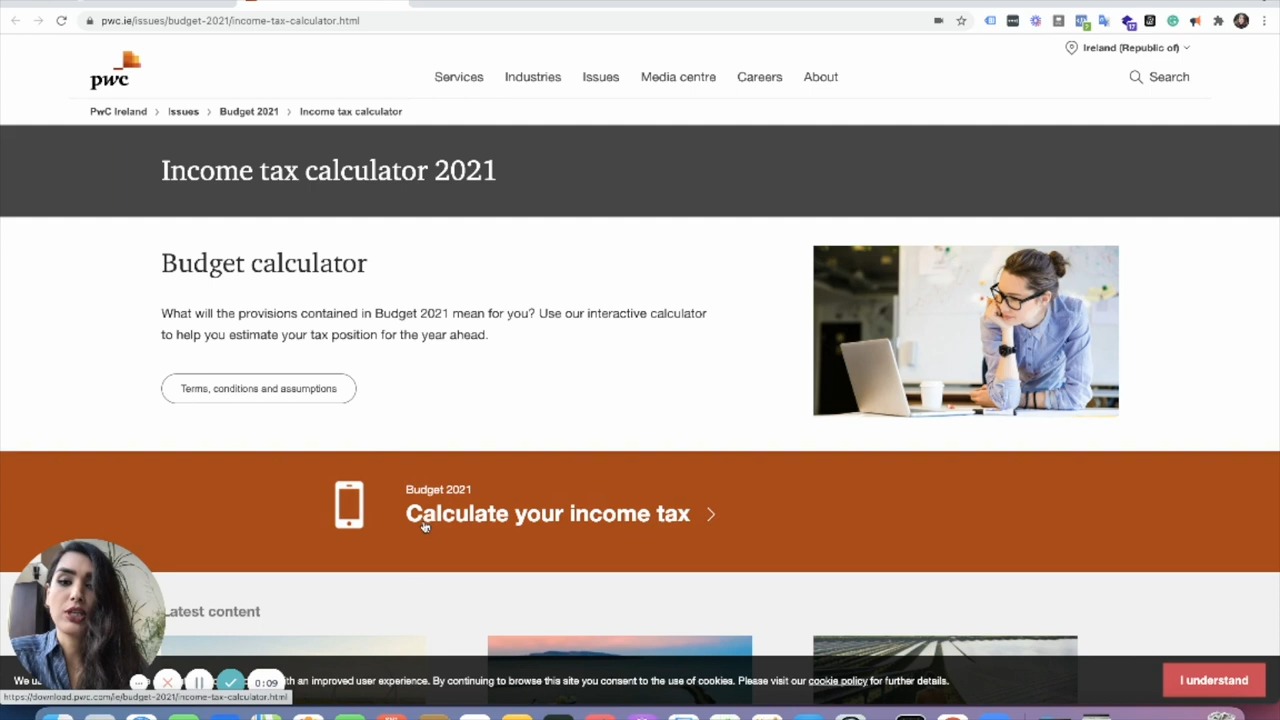 pwc.ie/issues/budget-2021/income-tax-calculator.html
Ireland (Republic of)
pwc
Services Industries Issues Media centre Careers About
Search
PwC Ireland > Issues > Budget 2021 > Income tax calculator
Income tax calculator 2021
Budget calculator
What will the provisions contained in Budget 2021 mean for you? Use our interactive calculator
to help you estimate your tax position for the year ahead.
Terms, conditions and assumptions
Budget 2021
Calculate your income tax
Latest content
We u
th an improved user experience. By continuing to browse this site you consent to the use of cookies. Please visit our cookie policy for further details.
I understand
0:09
https://download.pwc.com/ie/budget-2021/income-tax-calculator.html